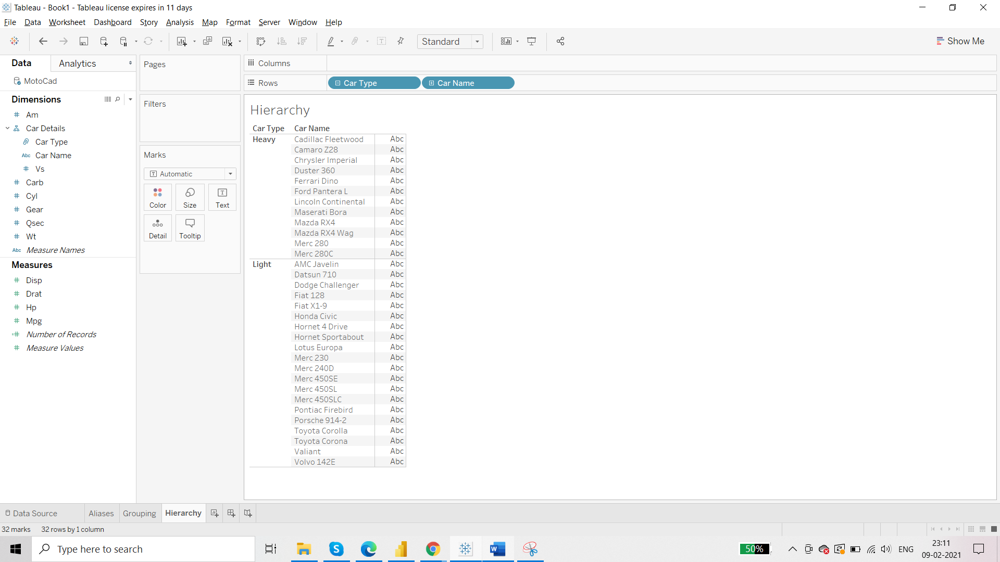 Tableau - Book1 - Tableau license expires in 11 days
File Data Worksheet Dashboard Story Analysis Map Format Server Window Help
Standard
Show Me
Data
Analytics
MotoCad
Dimensions
# Am
Car Details
Car Type
Abc Car Name
# Vs
# Carb
# Cyl
# Gear
# Qsec
# Wt
Abc Measure Names
Measures
# Disp
# Drat
# Hp
# Mpg
=# Number of Records
# Measure Values
Pages
Filters
Marks
T Automatic
Color
Size
T Text
Detail
Tooltip
Columns
Rows
Car Type
Car Name
Hierarchy
Car Type Car Name
Heavy Cadillac Fleetwood Abc
Camaro Z28 Abc
Chrysler Imperial Abc
Duster 360 Abc
Ferrari Dino Abc
Ford Pantera L Abc
Lincoln Continental Abc
Maserati Bora Abc
Mazda RX4 Abc
Mazda RX4 Wag Abc
Merc 280 Abc
Merc 280C Abc
Light AMC Javelin Abc
Datsun 710 Abc
Dodge Challenger Abc
Fiat 128 Abc
Fiat X1-9 Abc
Honda Civic Abc
Hornet 4 Drive Abc
Hornet Sportabout Abc
Lotus Europa Abc
Merc 230 Abc
Merc 240D Abc
Merc 450SE Abc
Merc 450SL Abc
Merc 450SLC Abc
Pontiac Firebird Abc
Porsche 914-2 Abc
Toyota Corolla Abc
Toyota Corona Abc
Valiant Abc
Volvo 142E Abc
Data Source
Aliases
Grouping
Hierarchy
32 marks 32 rows by 1 column
Type here to search
50%
ENG
23:11
09-02-2021